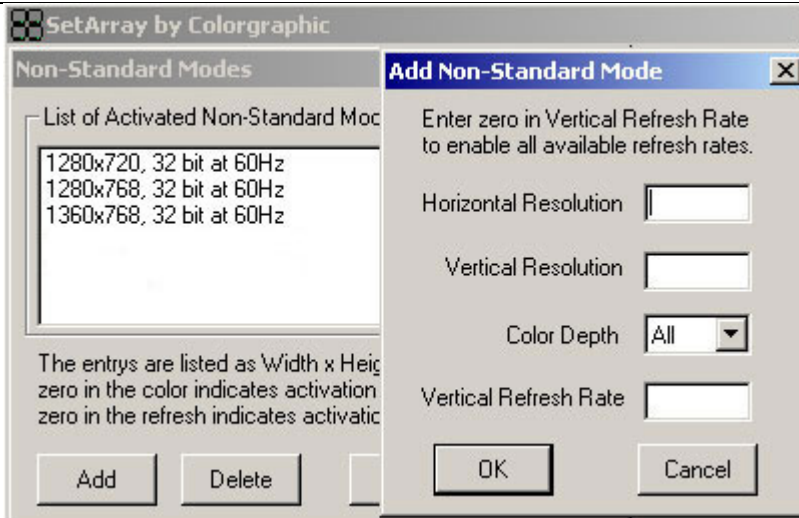 SetArray by Colorgraphic
Non-Standard Modes
List of Activated Non-Standard Mod
1280x720, 32 bit at 60Hz
1280x768, 32 bit at 60Hz
1360x768, 32 bit at 60Hz
The entrys are listed as Width x Heig
zero in the color indicates activation
zero in the refresh indicates activatic
Add
Delete
Add Non-Standard Mode
Enter zero in Vertical Refresh Rate
to enable all available refresh rates.
Horizontal Resolution
Vertical Resolution
Color Depth All
Vertical Refresh Rate
OK
Cancel